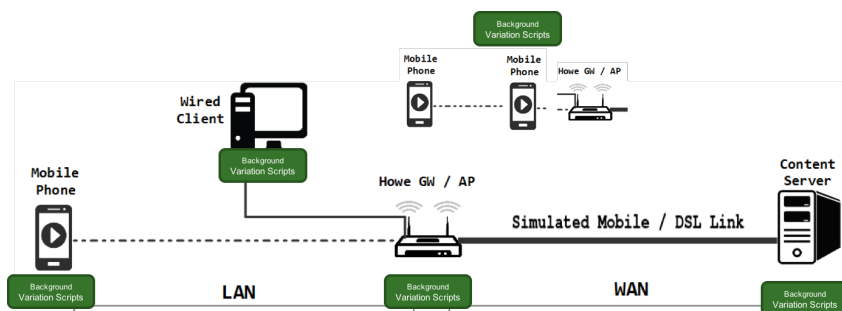 Background
Variation Scripts
Mobile
Phone
Mobile
Phone
Howe GW / AP
Wired
Client
Background
Variation Scripts
Mobile
Phone
Howe GW / AP
Content
Server
Simulated Mobile / DSL Link
Background
Variation Scripts
LAN
Background
Variation Scripts
WAN
Background
Variation Scripts